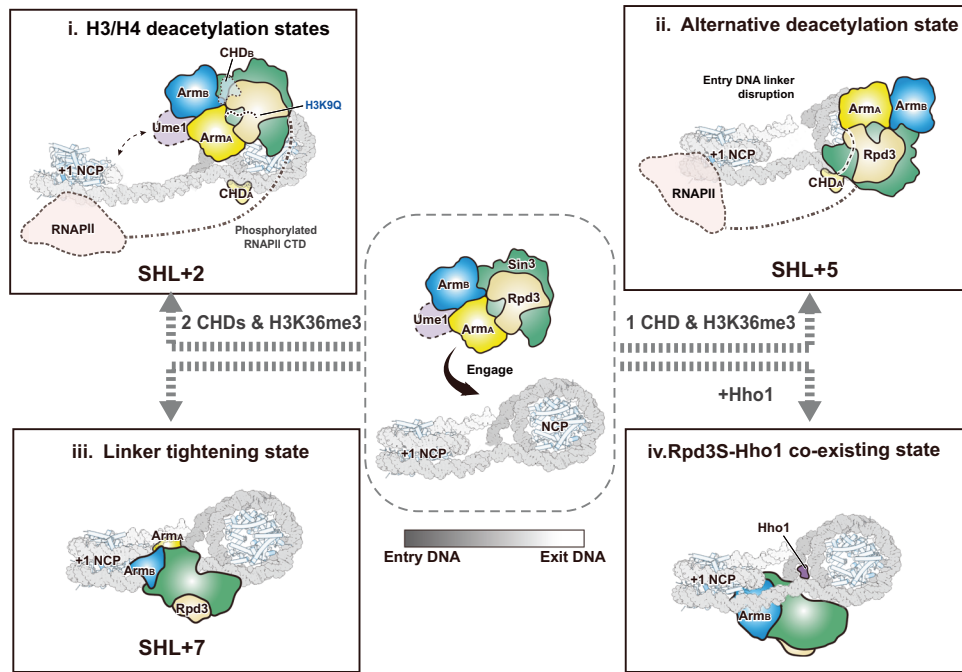 i. H3/H4 deacetylation states
CHDB
ArmB
H3K9Q
Ume1
ArmA
+1 NCP
CHDA
RNAPII
Phosphorylated
RNAPII CTD
SHL+2
ii. Alternative deacetylation state
Entry DNA linker
disruption
ArmA
ArmB
+1 NCP
Rpd3
CHDA
RNAPII
SHL+5
2 CHDs & H3K36me3
1 CHD & H3K36me3
+Hho1
Sin3
ArmB
Rpd3
Ume1
ArmA
Engage
NCP
+1 NCP
Entry DNA
Exit DNA
iii. Linker tightening state
ArmA
+1 NCP
ArmB
Rpd3
SHL+7
iv.Rpd3S-Hho1 co-existing state
Hho1
+1 NCP
ArmB